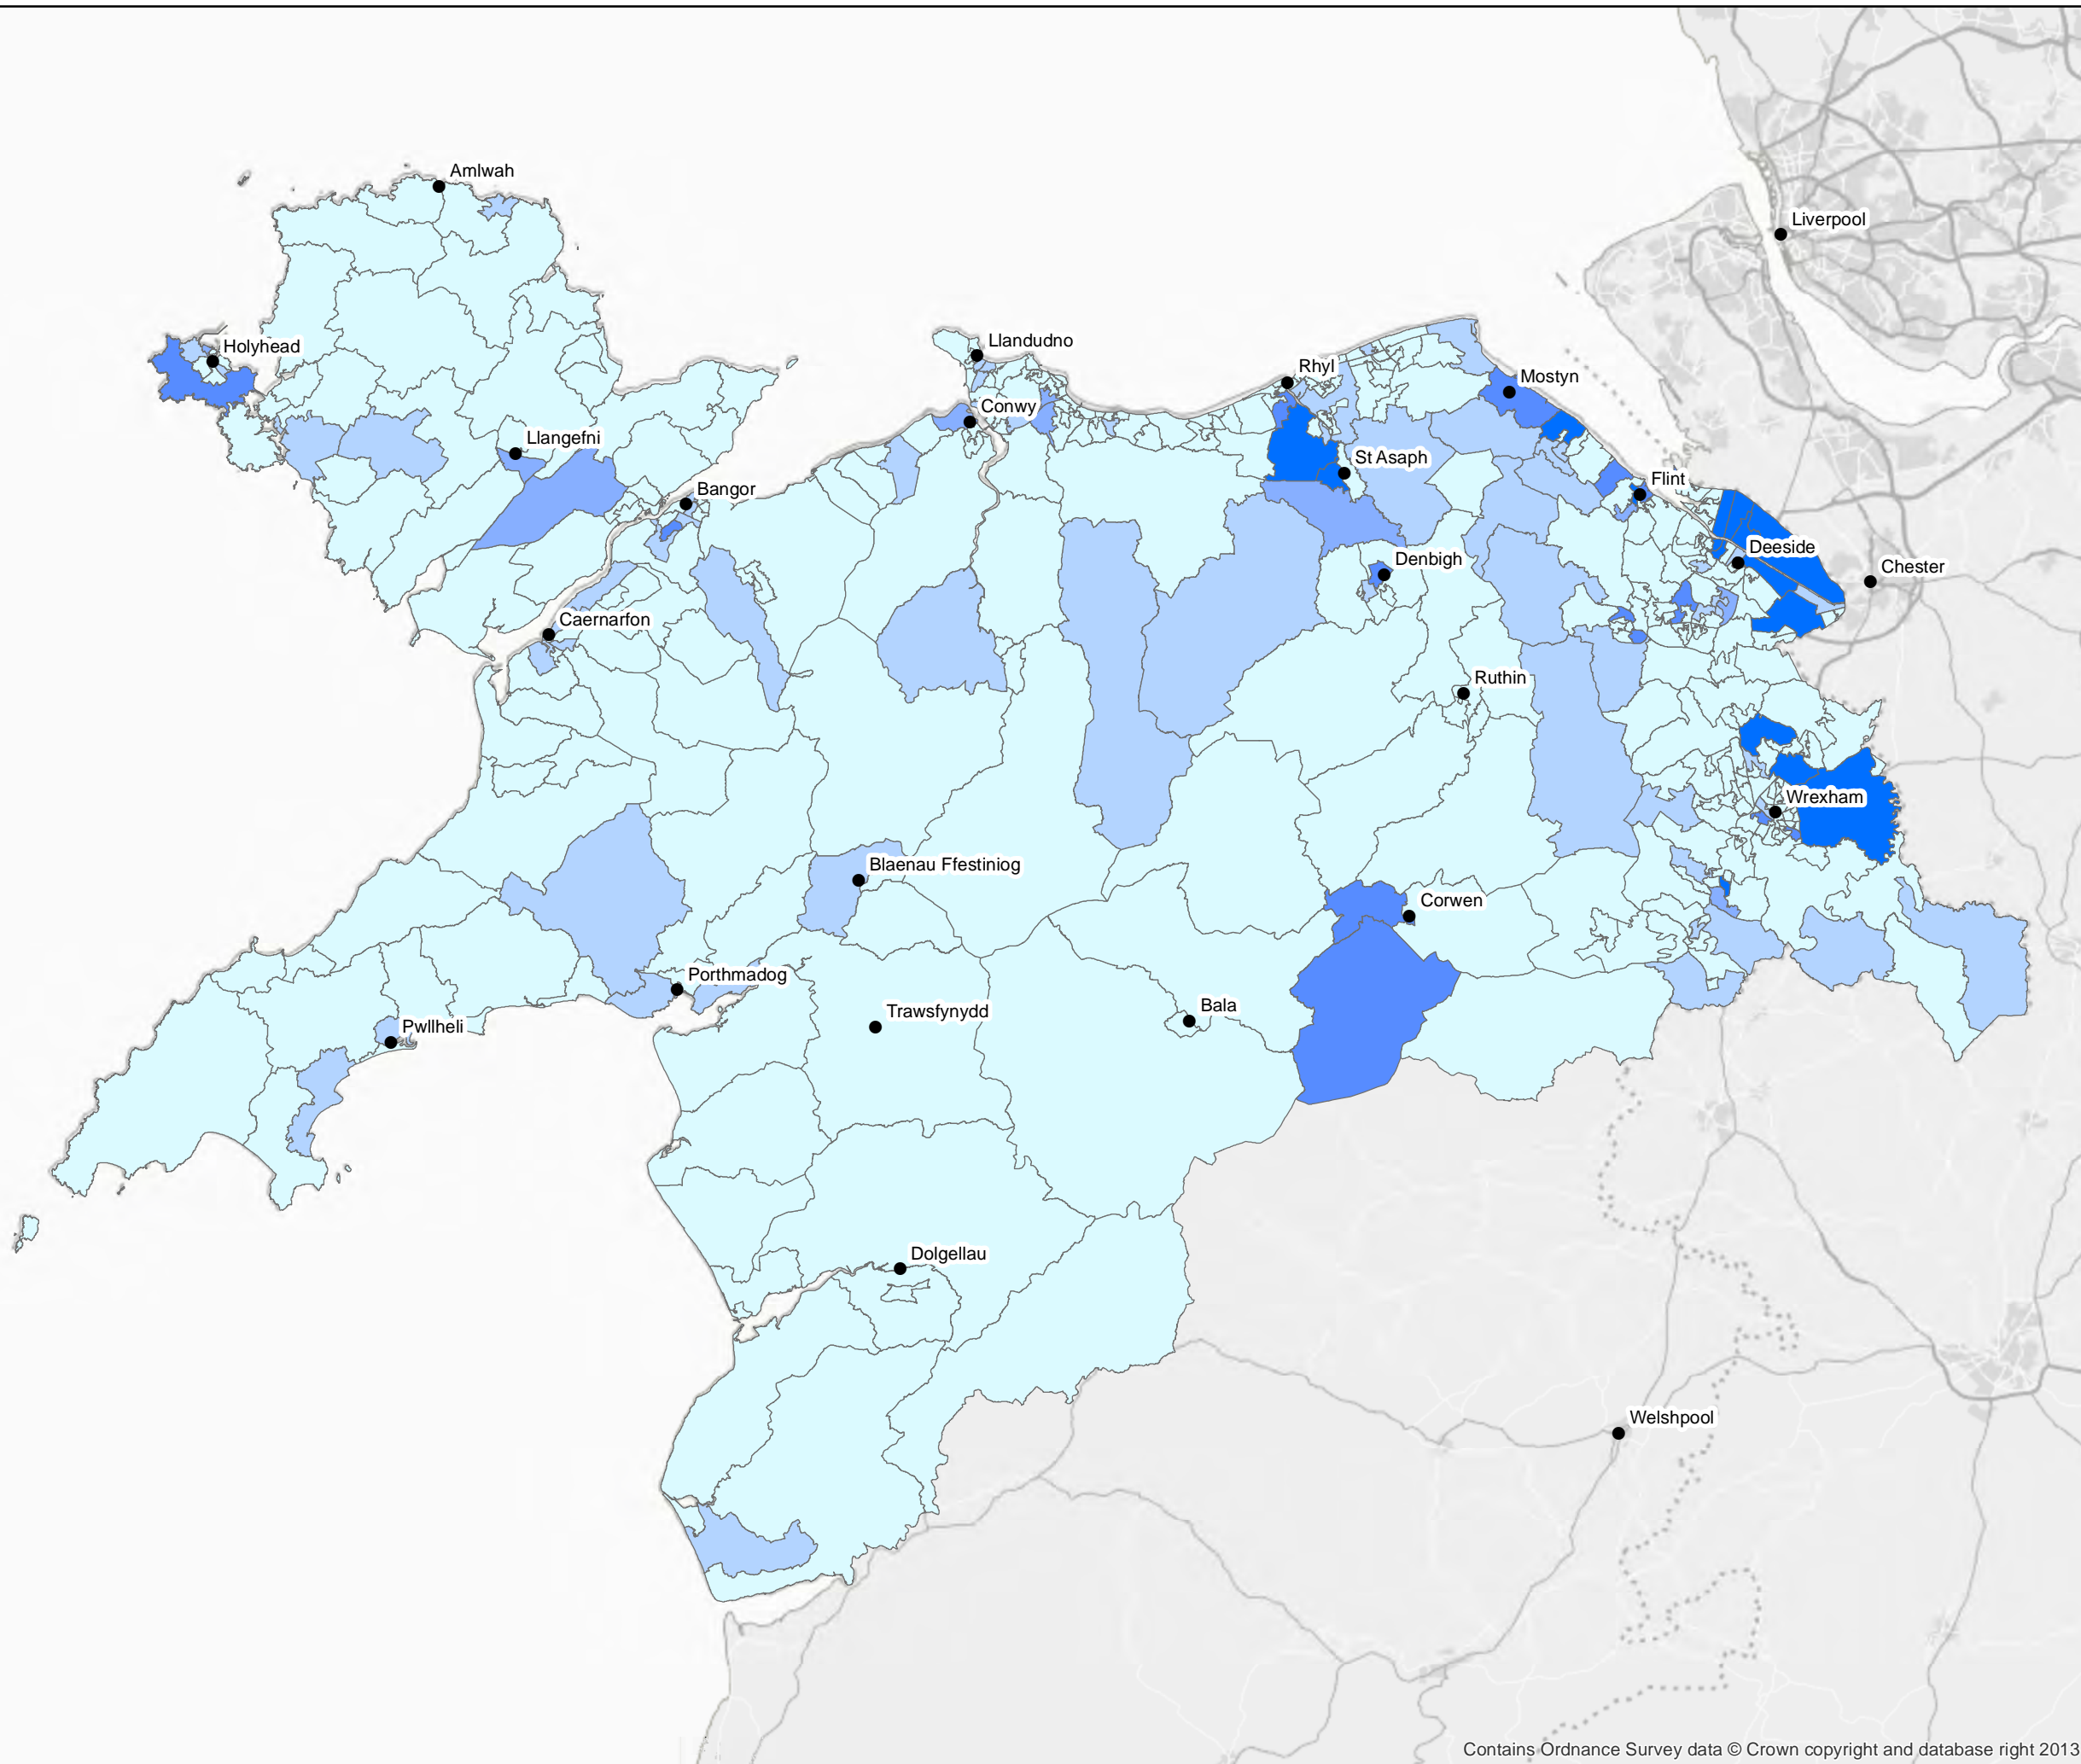 Amlwah
Liverpool
Holyhead
Llandudno
Rhyl
Mostyn
Conwy
Llangefni
St Asaph
Flint
Bangor
Deeside
Denbigh
Chester
Caernarfon
Ruthin
Wrexham
Blaenau Ffestiniog
Corwen
Porthmadog
Trawsfynydd
Bala
Pwllheli
Dolgellau
Welshpool
Contains Ordnance Survey data © Crown copyright and database right 2013